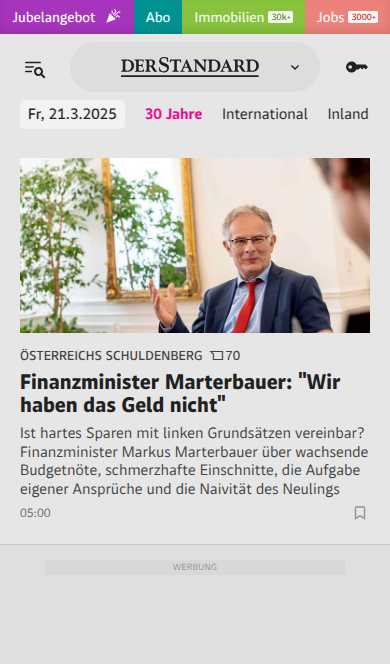 Jubelangebot Abo Immobilien 30k+ Jobs 3000+
DERSTANDARD
Fr, 21.3.2025 30 Jahre International Inland
ÖSTERREICHS SCHULDENBERG 70
Finanzminister Marterbauer: "Wir
haben das Geld nicht"
Ist hartes Sparen mit linken Grundsätzen vereinbar?
Finanzminister Markus Marterbauer über wachsende
Budgetnöte, schmerzhafte Einschnitte, die Aufgabe
eigener Ansprüche und die Naivität des Neulings
05:00
WERBUNG